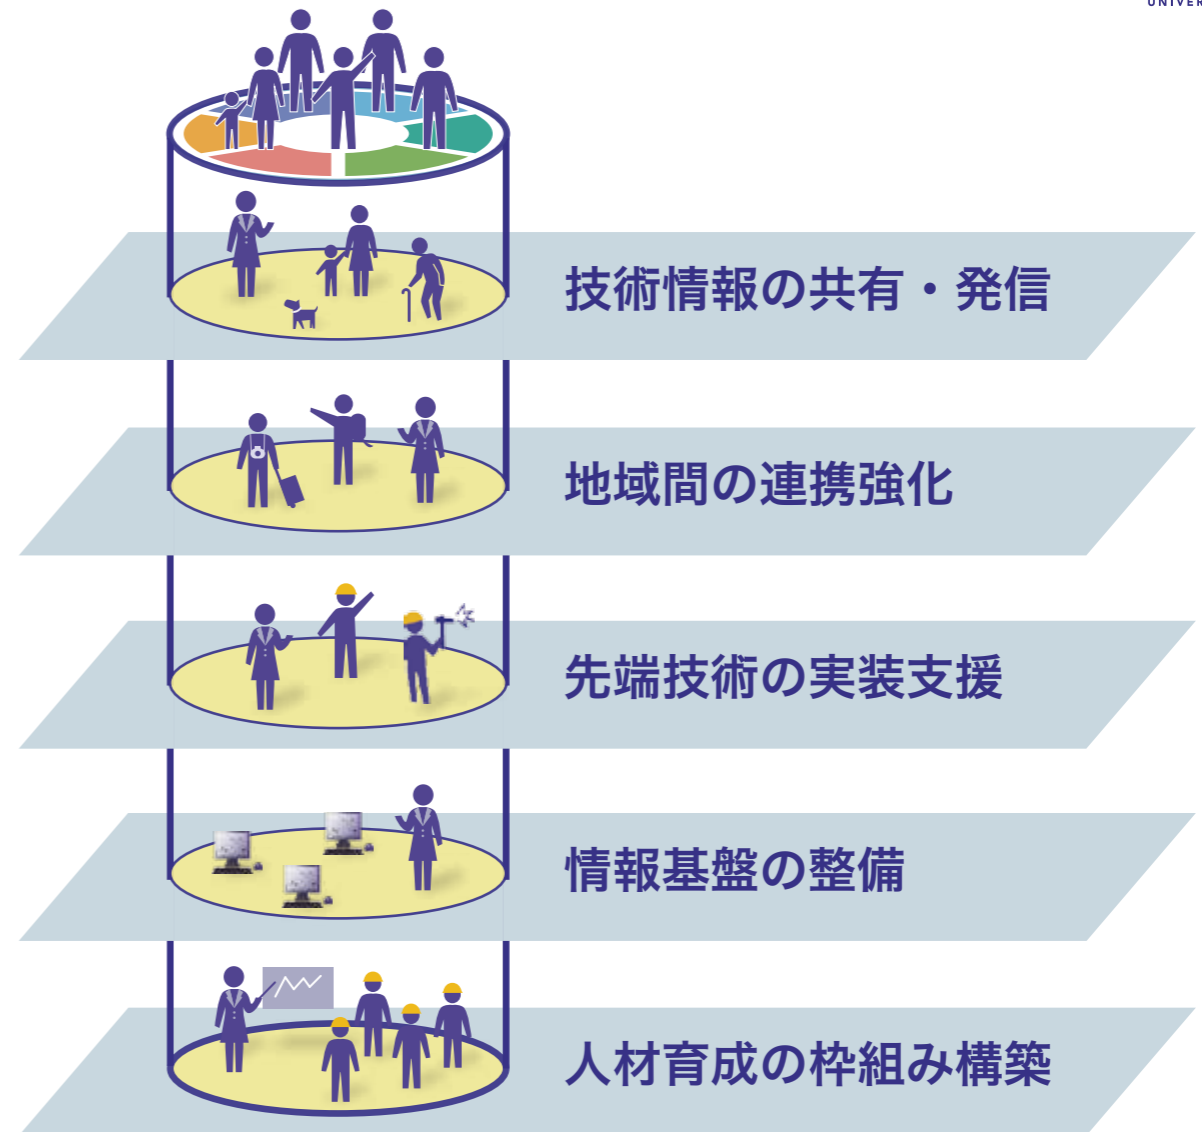 技術情報の共有・発信
地域間の連携強化
先端技術の実装支援
情報基盤の整備
人材育成の枠組み構築